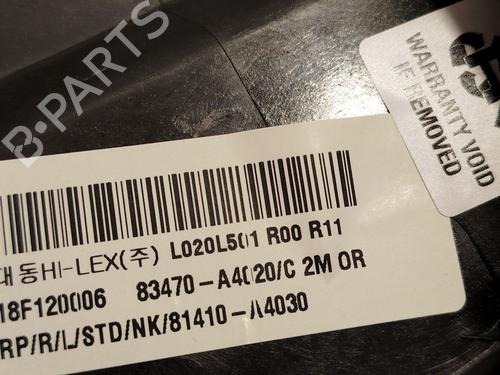 B-PARTS
WARRANTY VOID
IF REMOVED
대동HI-LEX(주) L020L501 R00 R11
18F120006 83470-A4020/C 2M OR
RP/R/L/STD/NK/81410-A4030